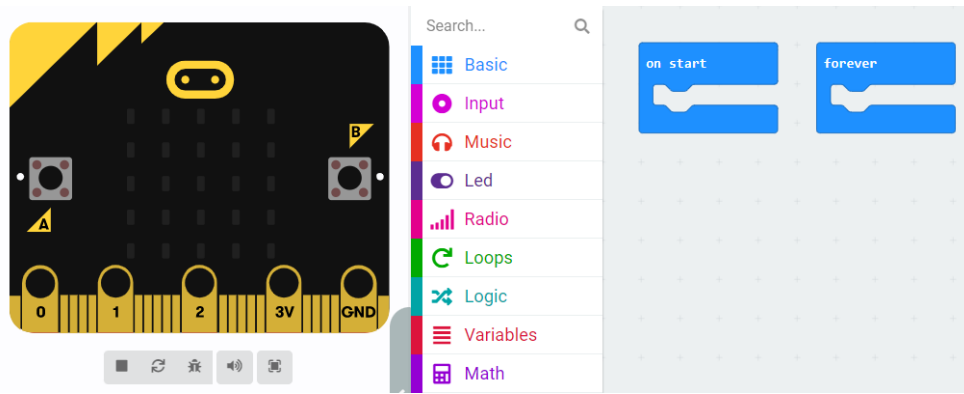 B
A
0 1 2 3V GND
Search...
Basic
Input
Music
Led
Radio
Loops
Logic
Variables
Math
on start
forever